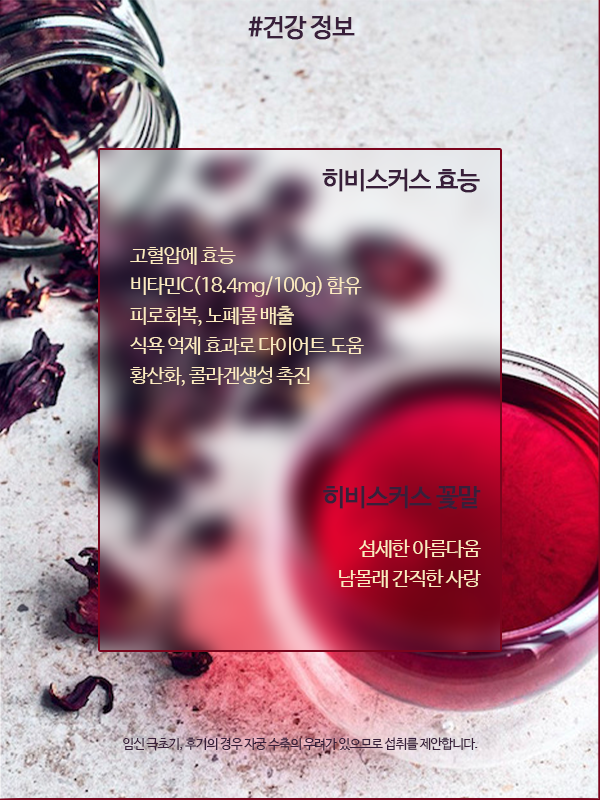 #건강 정보
히비스커스 효능
고혈압에 효능
비타민C(18.4mg/100g) 함유
피로회복, 노폐물 배출
식욕 억제 효과로 다이어트 도움
황산화, 콜라겐생성 촉진
히비스커스 꽃말
섬세한 아름다움
남몰래 간직한 사랑
임신 극초기, 후기의 경우 자궁 수축의 우려가 있으므로 섭취를 제안합니다.